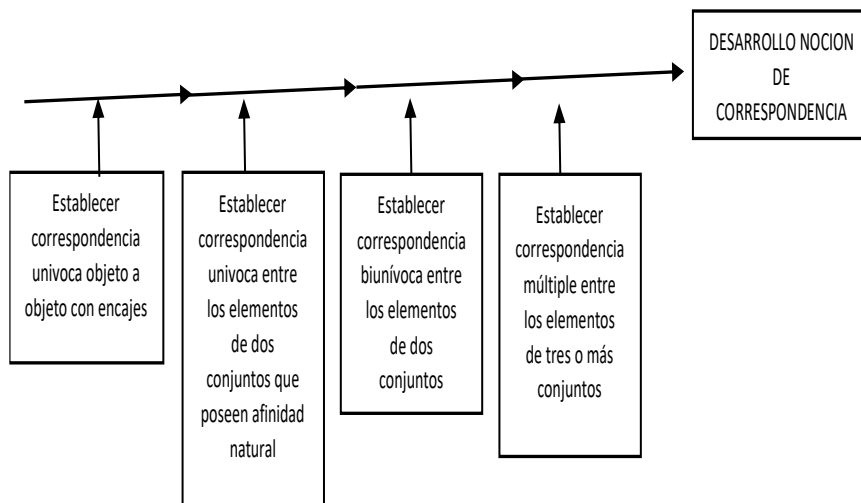 DESARROLLO NOCION
DE
CORRESPONDENCIA
Establecer
correspondencia
univoca objeto a
objeto con encajes
Establecer
correspondencia
univoca entre
los elementos
de dos
conjuntos que
poseen afinidad
natural
Establecer
correspondencia
biunívoca entre
los elementos
de dos
conjuntos
Establecer
correspondencia
múltiple entre
los elementos
de tres o más
conjuntos